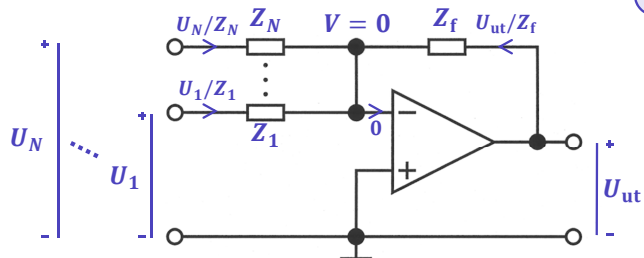 U_N/Z_N Z_N V = 0 Z_f U_ut/Z_f
+
U_1/Z_1
+ − +
U_N Z_1 0
U_1 + U_ut
- - -